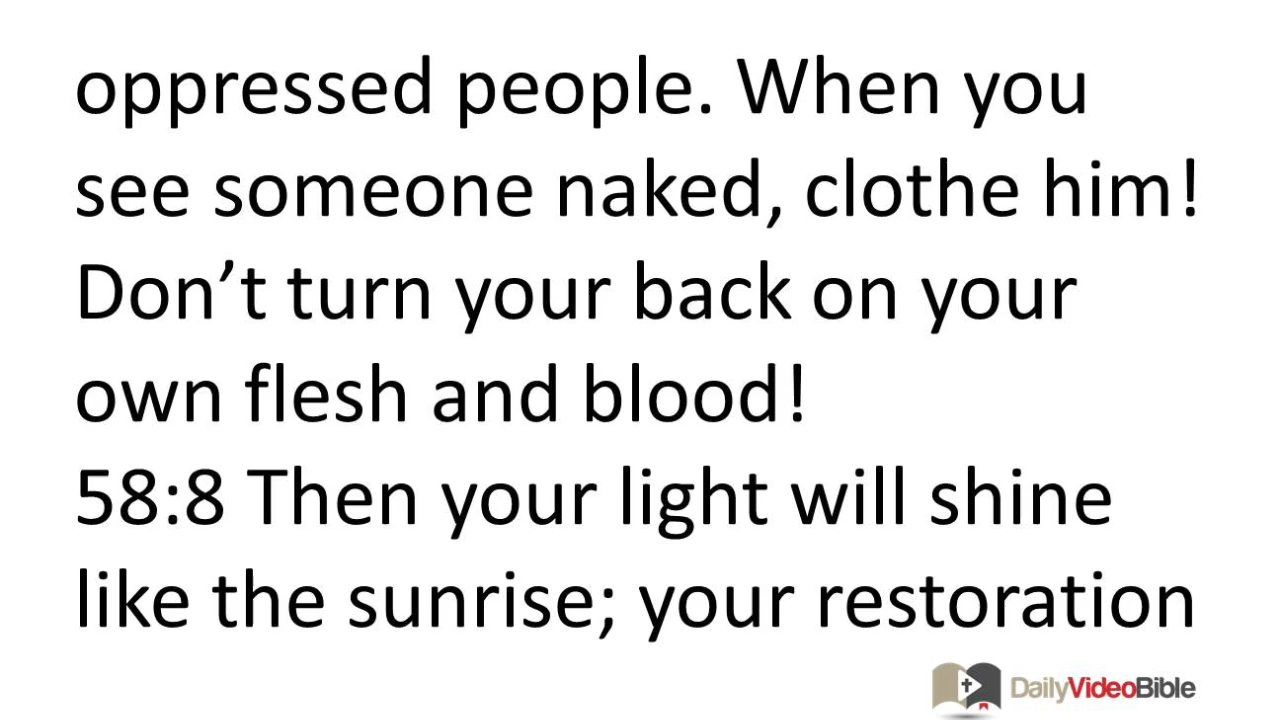 oppressed people. When you
see someone naked, clothe him!
Don’t turn your back on your
own flesh and blood!
58:8 Then your light will shine
like the sunrise; your restoration
DailyVideoBible